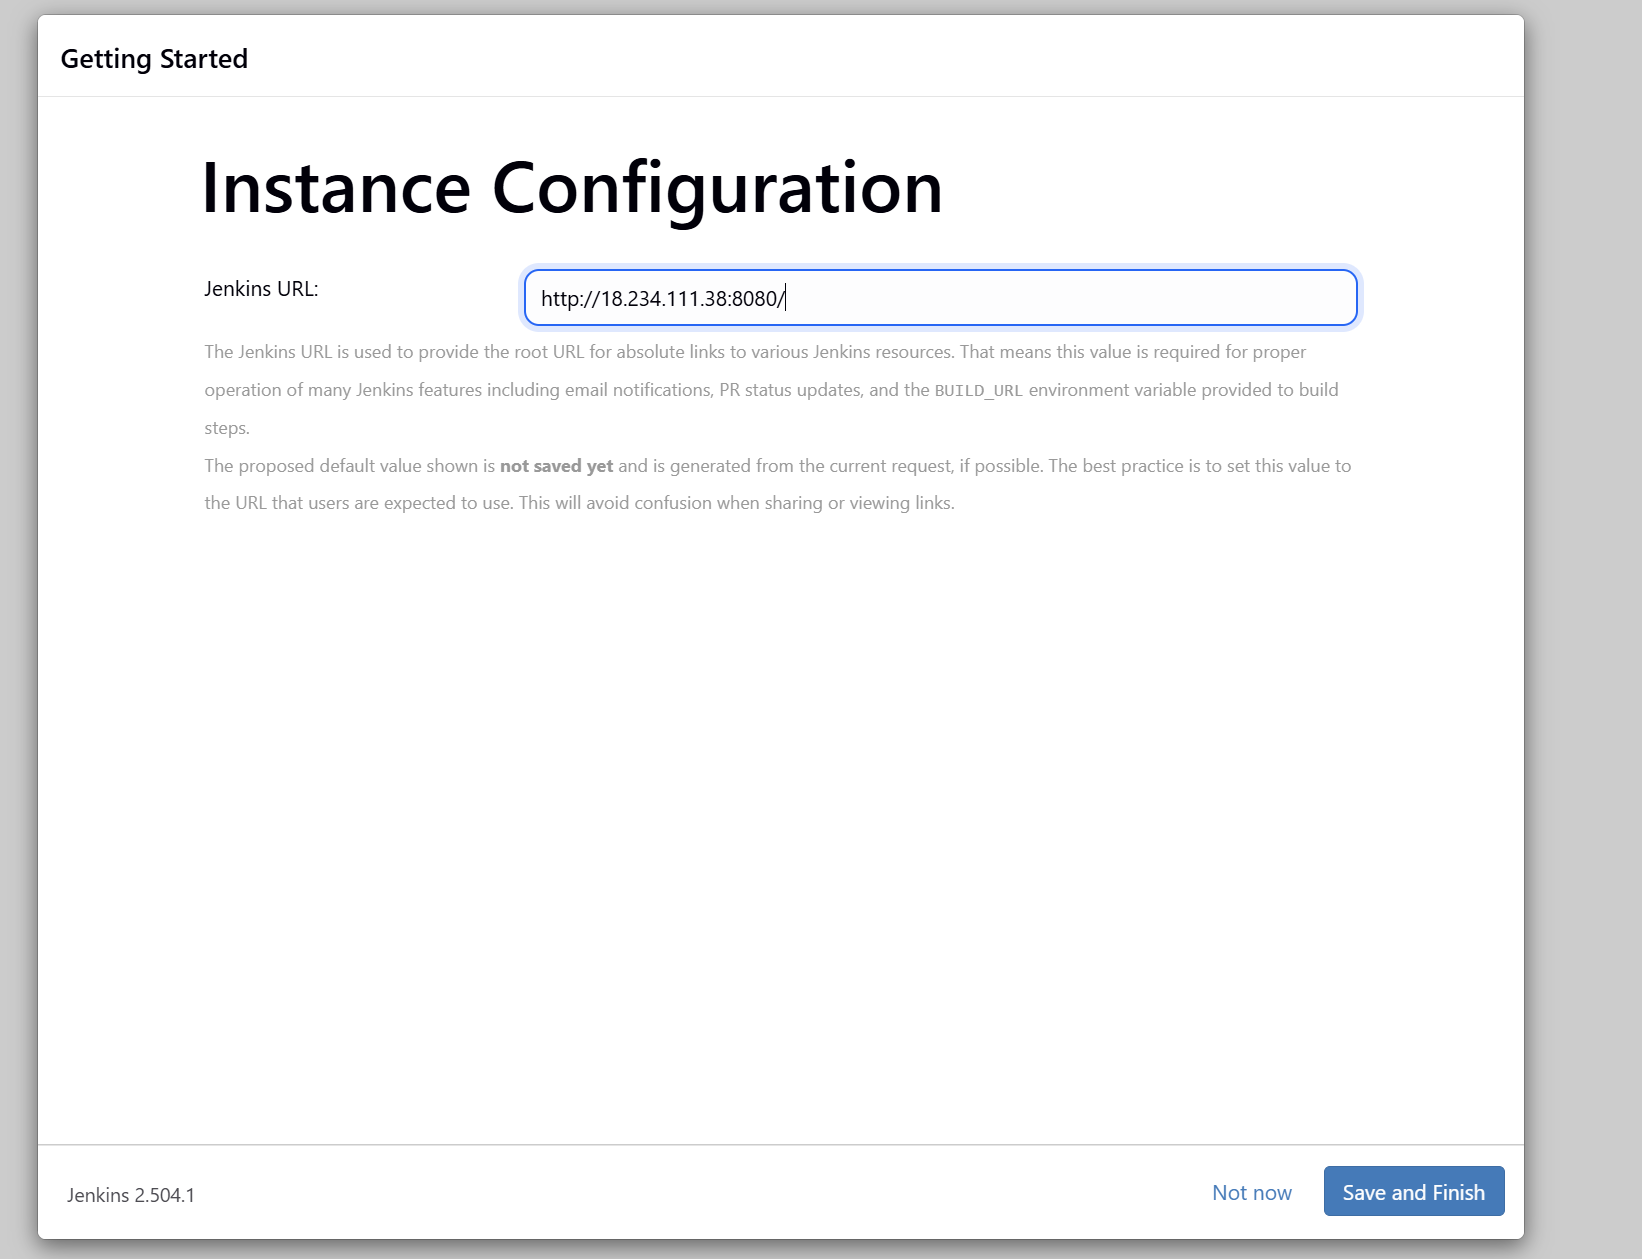 Getting Started
Instance Configuration
Jenkins URL:
http://18.234.111.38:8080/
The Jenkins URL is used to provide the root URL for absolute links to various Jenkins resources. That means this value is required for proper
operation of many Jenkins features including email notifications, PR status updates, and the BUILD_URL environment variable provided to build
steps.
The proposed default value shown is not saved yet and is generated from the current request, if possible. The best practice is to set this value to
the URL that users are expected to use. This will avoid confusion when sharing or viewing links.
Jenkins 2.504.1
Not now
Save and Finish